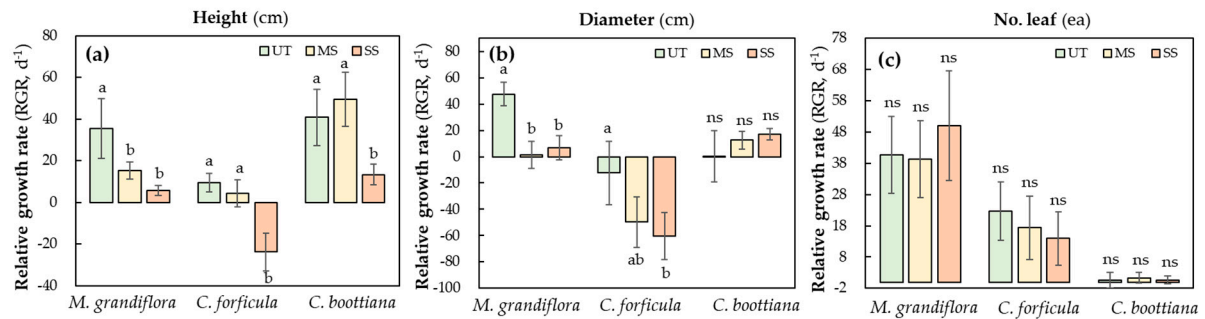 Height (cm)
Relative growth rate (RGR, d-1)
(a)
UT MS SS
80
60
40
20
0
-20
-40
a
b
b
a
a
b
a
a
b
M. grandiflora C. forficula C. boottiana
Diameter (cm)
Relative growth rate (RGR, d-1)
(b)
UT MS SS
80
60
40
20
0
-20
-40
-60
-80
-100
a
b
b
a
ab
b
ns
ns
ns
M. grandiflora C. forficula C. boottiana
No. leaf (ea)
Relative growth rate (RGR, d-1)
(c)
UT MS SS
78
68
58
48
38
28
18
8
-2
ns
ns
ns
ns
ns
ns
ns
ns
ns
M. grandiflora C. forficula C. boottiana